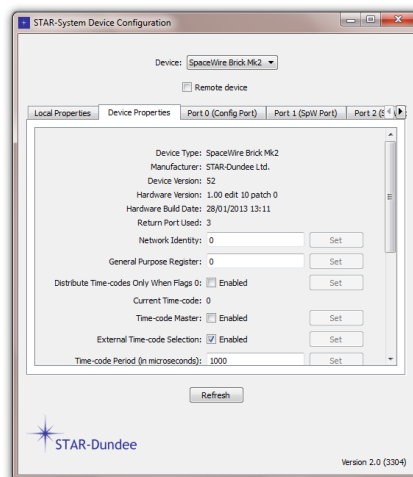 STAR-System Device Configuration
Device: SpaceWire Brick Mk2
Remote device
Local Properties Device Properties Port 0 (Config Port) Port 1 (SpW Port) Port 2 (S
Device Type: SpaceWire Brick Mk2
Manufacturer: STAR-Dundee Ltd.
Device Version: 52
Hardware Version: 1.00 edit 10 patch 0
Hardware Build Date: 28/01/2013 13:11
Return Port Used: 3
Network Identity: 0 Set
General Purpose Register: 0 Set
Distribute Time-codes Only When Flags 0: Enabled Set
Current Time-code: 0
Time-code Master: Enabled Set
External Time-code Selection: Enabled Set
Time-code Period (in microseconds): 1000 Set
Refresh
STAR-Dundee
Version 2.0 (3304)